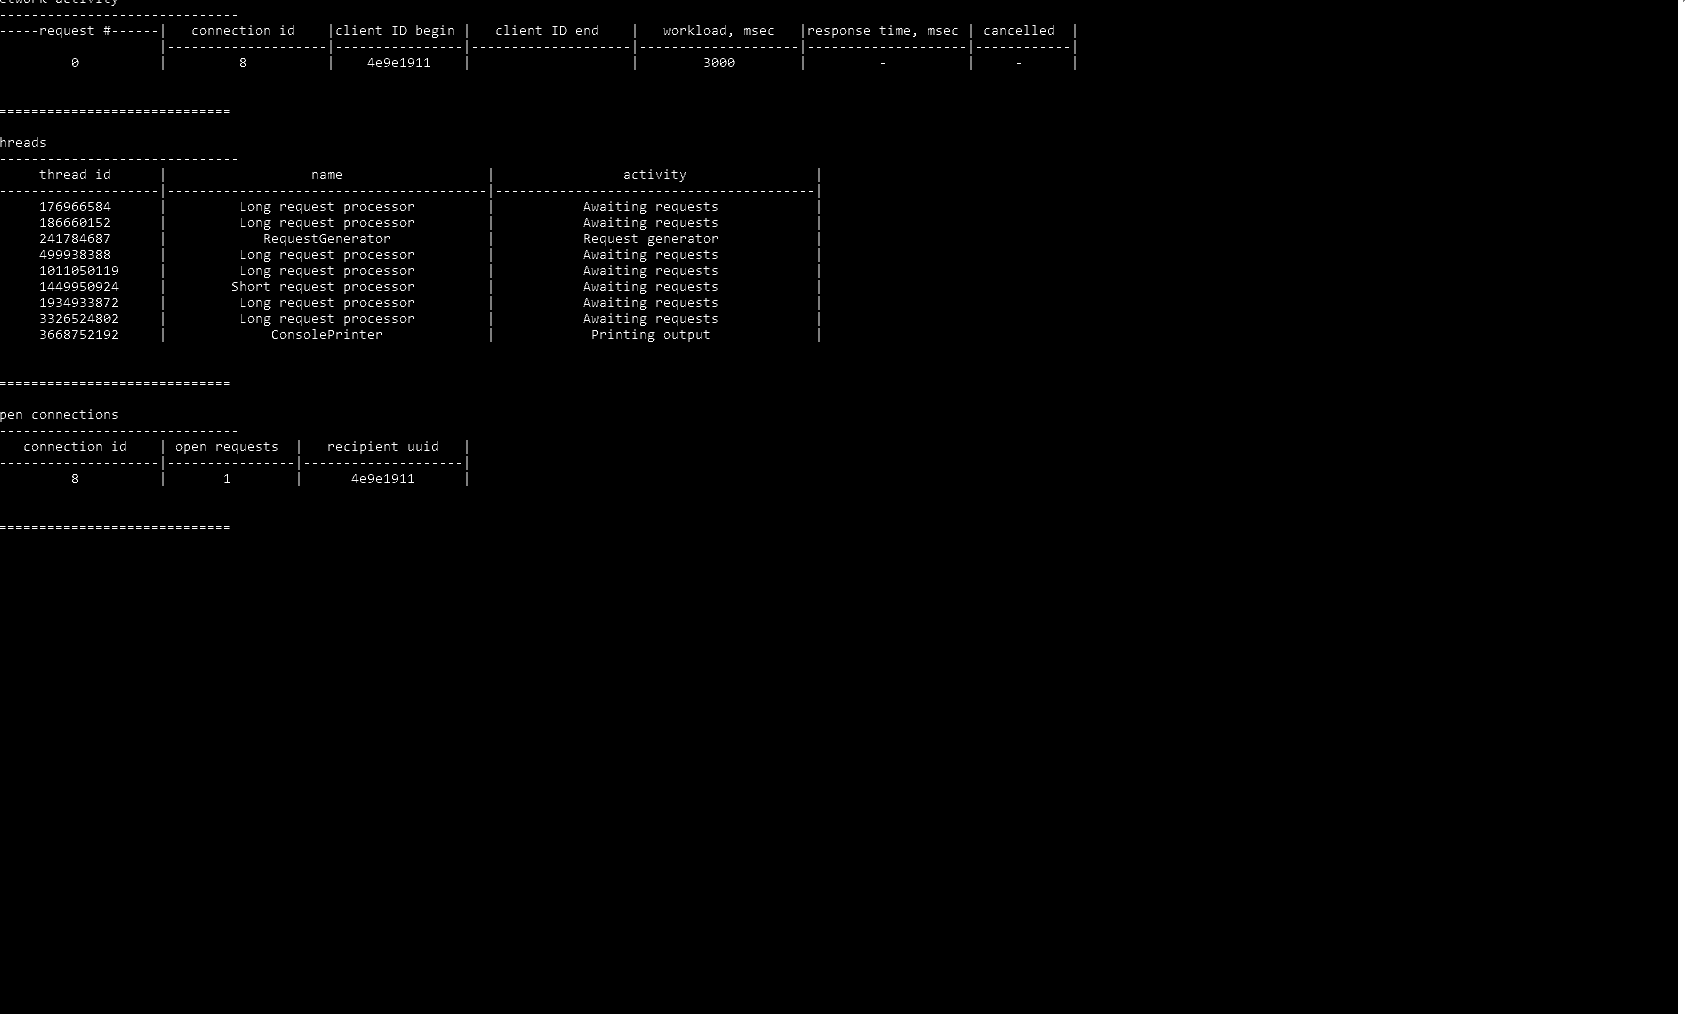 etwork activity
------------------------------
-----request #------| connection id |client ID begin | client ID end | workload, msec |response time, msec | cancelled |
|--------------------|----------------|--------------------|--------------------|--------------------|------------|
0 | 8 | 4e9e1911 | | 3000 | - | - |
=============================
hreads
------------------------------
thread id | name | activity |
--------------------|----------------------------------------|----------------------------------------|
176966584 | Long request processor | Awaiting requests |
186660152 | Long request processor | Awaiting requests |
241784687 | RequestGenerator | Request generator |
499938388 | Long request processor | Awaiting requests |
1011050119 | Long request processor | Awaiting requests |
1449950924 | Short request processor | Awaiting requests |
1934933872 | Long request processor | Awaiting requests |
3326524802 | Long request processor | Awaiting requests |
3668752192 | ConsolePrinter | Printing output |
=============================
pen connections
------------------------------
connection id | open requests | recipient uuid |
--------------------|----------------|--------------------|
8 | 1 | 4e9e1911 |
=============================